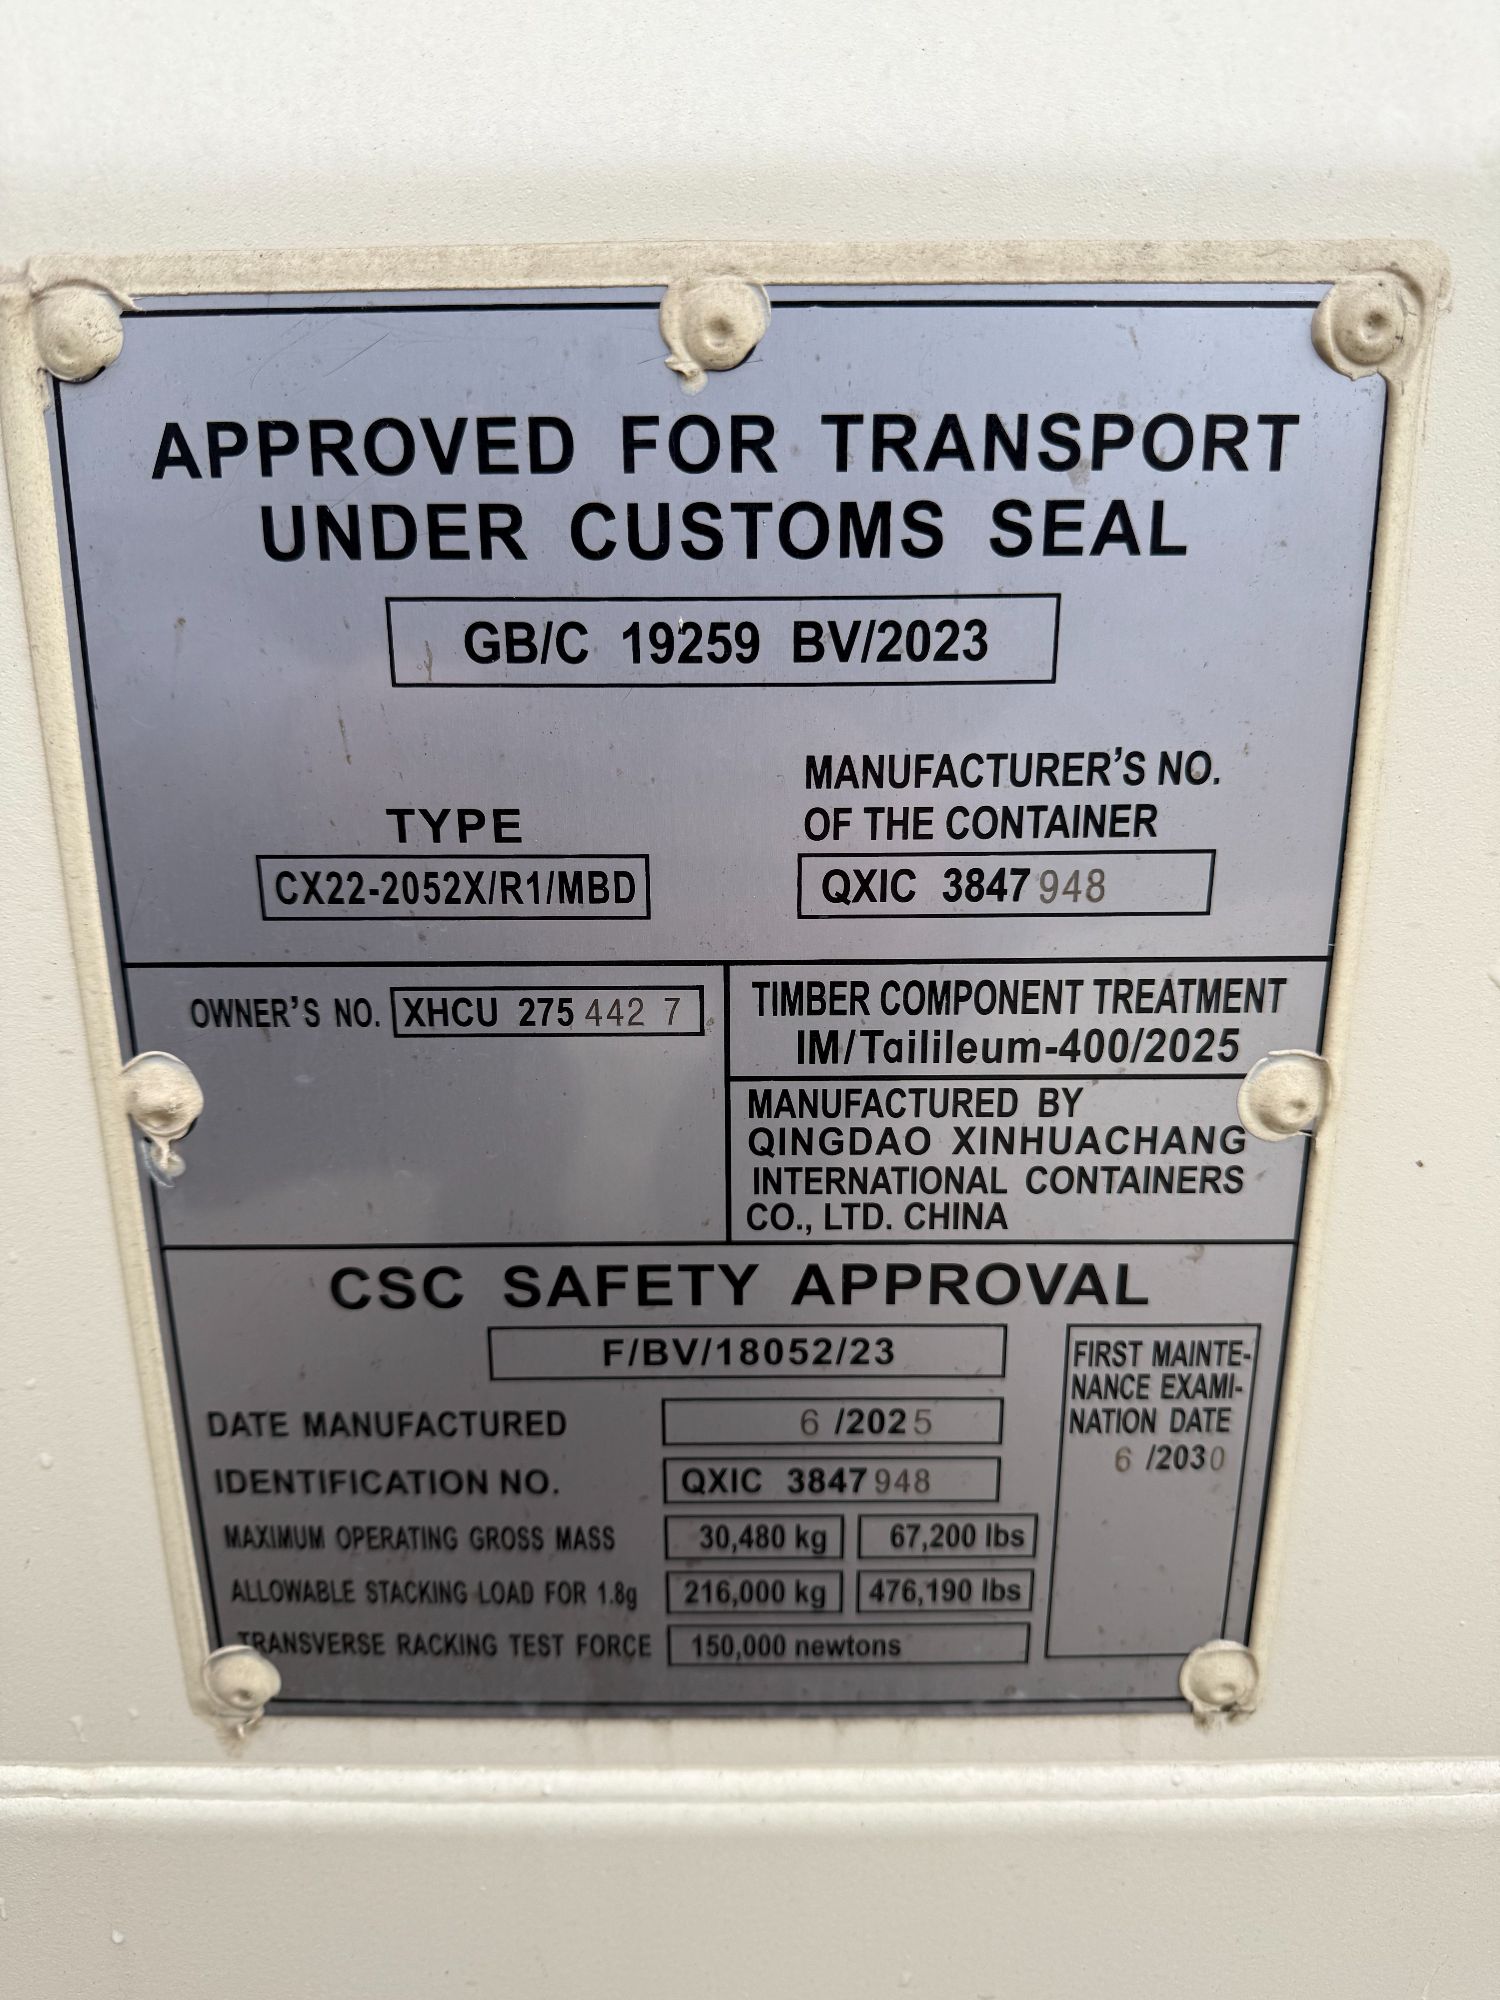 APPROVED FOR TRANSPORT
UNDER CUSTOMS SEAL
GB/C 19259 BV/2023
TYPE
CX22-2052X/R1/MBD
MANUFACTURER'S NO.
OF THE CONTAINER
QXIC 3847948
OWNER'S NO. XHCU 275442 7
TIMBER COMPONENT TREATMENT
IM/Tailileum-400/2025
MANUFACTURED BY
QINGDAO XINHUACHANG
INTERNATIONAL CONTAINERS
CO., LTD. CHINA
CSC SAFETY APPROVAL
F/BV/18052/23
DATE MANUFACTURED 6 /2025
IDENTIFICATION NO. QXIC 3847948
MAXIMUM OPERATING GROSS MASS 30,480 kg 67,200 lbs
ALLOWABLE STACKING LOAD FOR 1.8g 216,000 kg 476,190 lbs
TRANSVERSE RACKING TEST FORCE 150,000 newtons
FIRST MAINTE-
NANCE EXAMI-
NATION DATE
6 /2030